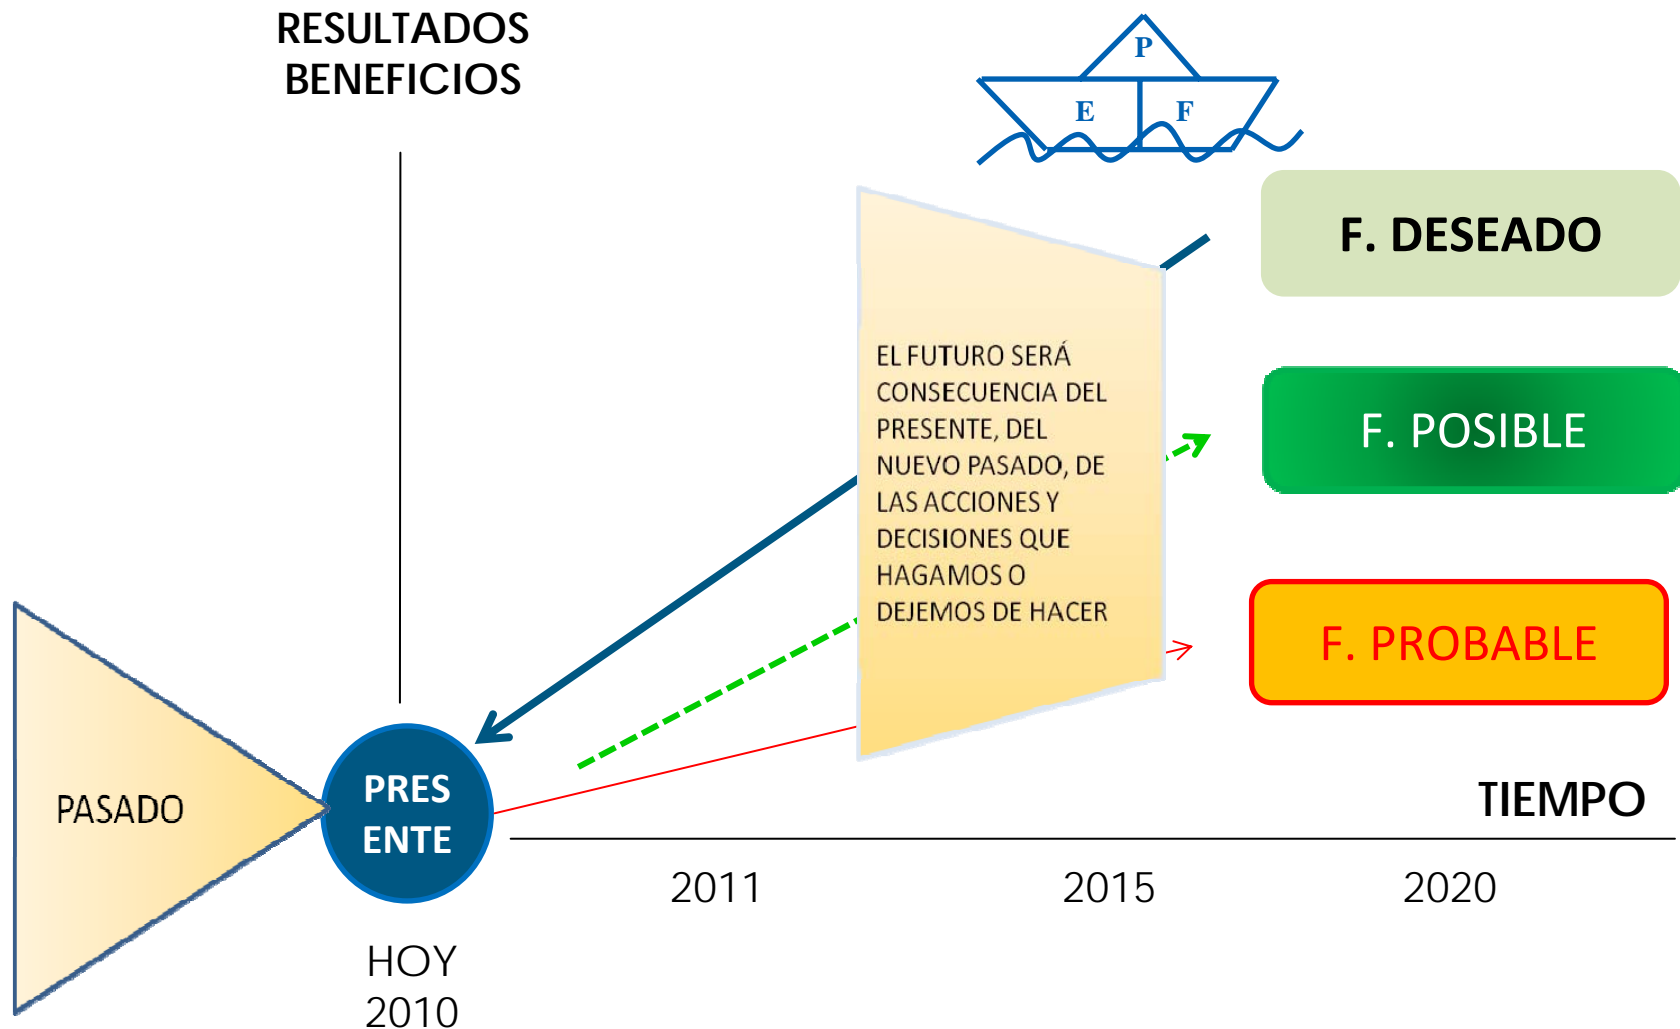 RESULTADOS
BENEFICIOS
P
E F
F. DESEADO
EL FUTURO SERÁ
CONSECUENCIA DEL
PRESENTE, DEL
NUEVO PASADO, DE
LAS ACCIONES Y
DECISIONES QUE
HAGAMOS O
DEJEMOS DE HACER
F. POSIBLE
F. PROBABLE
PASADO
PRES
ENTE
TIEMPO
2011 2015 2020
HOY
2010